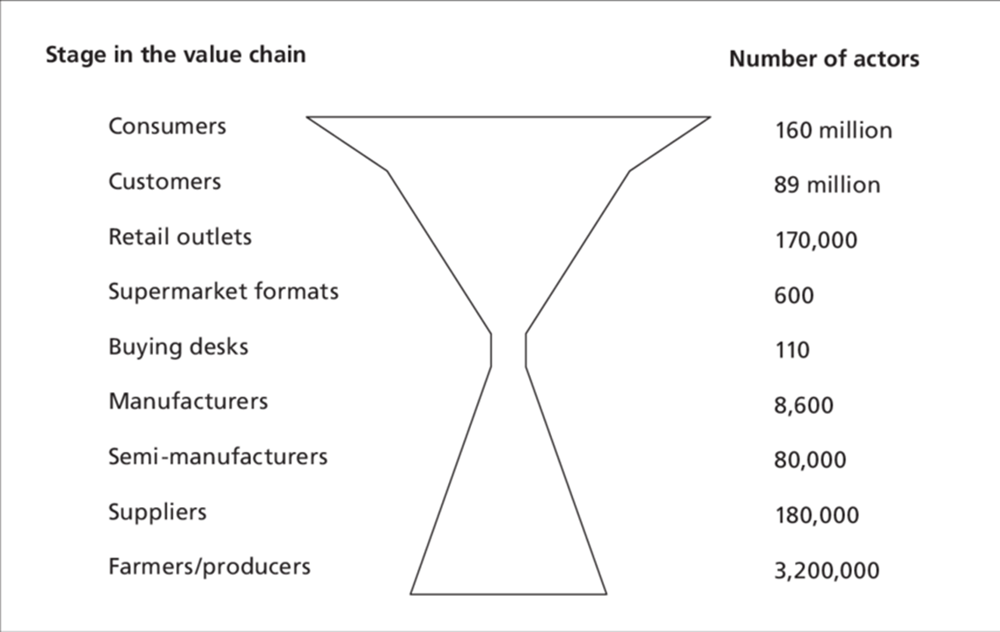 Stage in the value chain Number of actors
Consumers 160 million
Customers 89 million
Retail outlets 170,000
Supermarket formats 600
Buying desks 110
Manufacturers 8,600
Semi-manufacturers 80,000
Suppliers 180,000
Farmers/producers 3,200,000